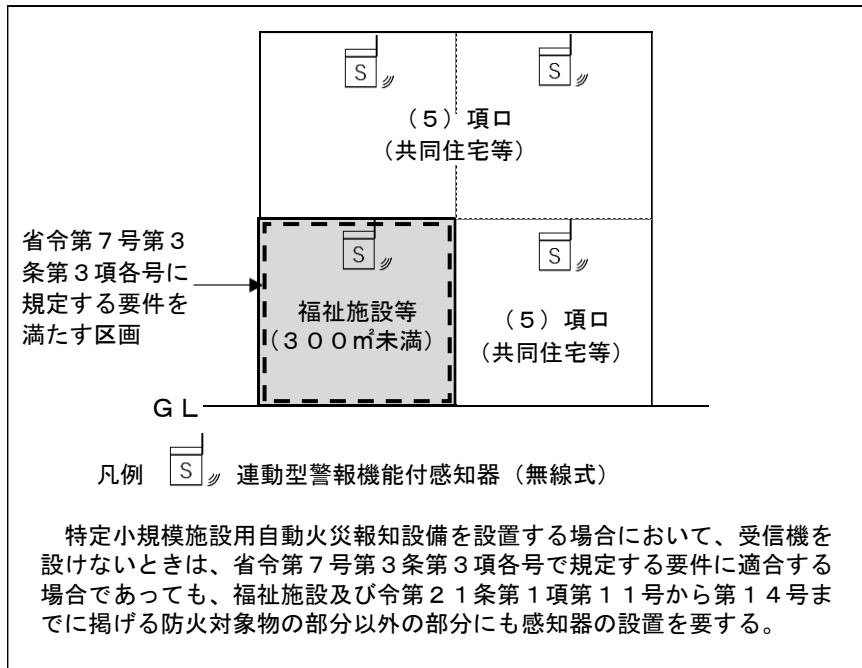 S
S
（５）項ロ
（共同住宅等）
省令第７号第３
条第３項各号に
規定する要件を
満たす区画
S
S
福祉施設等
（３００㎡未満）
（５）項ロ
（共同住宅等）
ＧＬ
凡例 S 連動型警報機能付感知器（無線式）
特定小規模施設用自動火災報知設備を設置する場合において、受信機を
設けないときは、省令第７号第３条第３項各号で規定する要件に適合する
場合であっても、福祉施設及び令第２１条第１項第１１号から第１４号ま
でに掲げる防火対象物の部分以外の部分にも感知器の設置を要する。